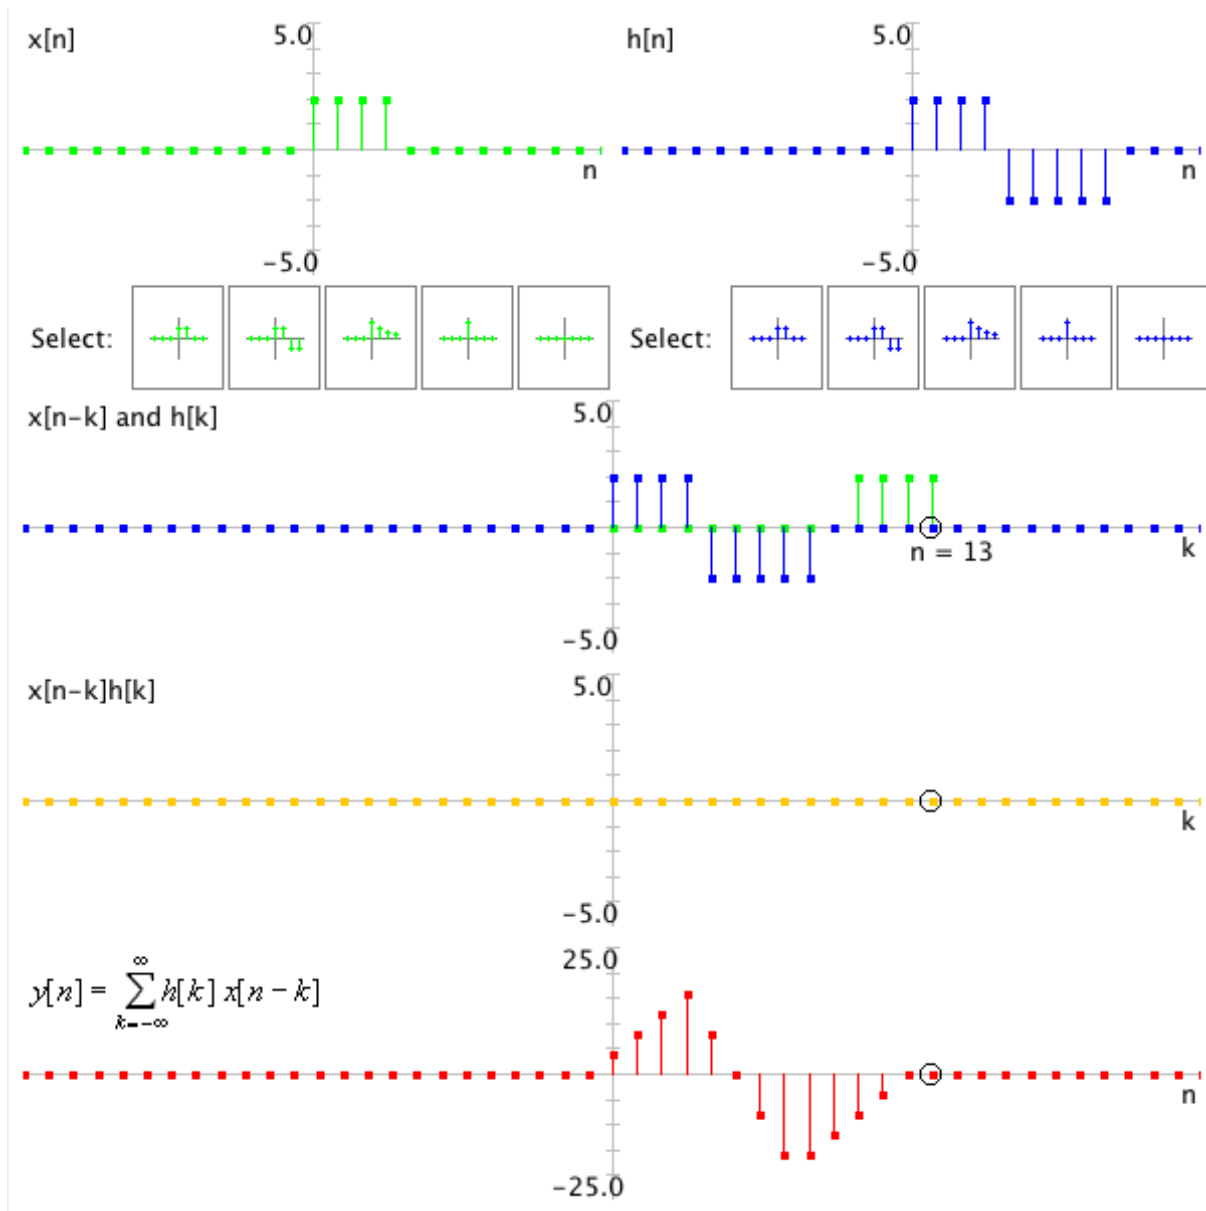 x[n]
5.0
n
-5.0
h[n]
5.0
n
-5.0
Select:
Select:
x[n-k] and h[k]
5.0
n = 13
k
-5.0
x[n-k]h[k]
5.0
k
-5.0
25.0
y[n] = ∑ h[k] x[n − k]
∞
k=−∞
n
-25.0